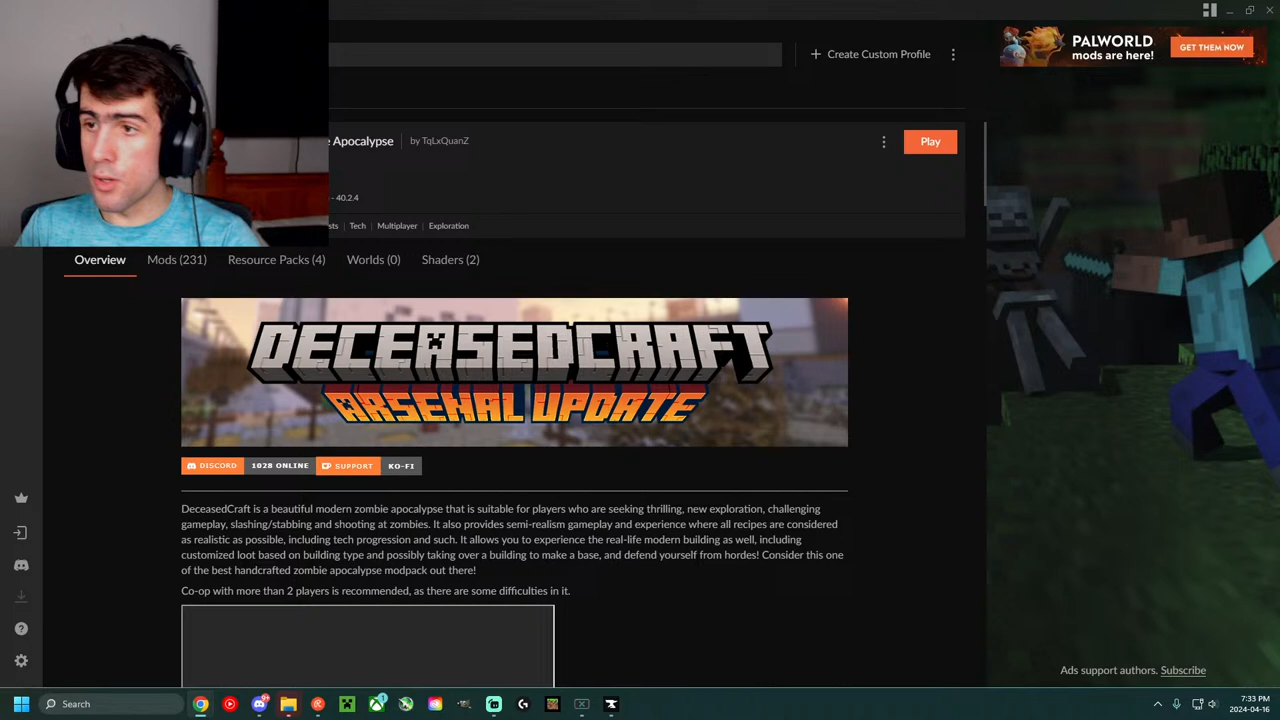 Create Custom Profile
PALWORLD
mods are here!
GET THEM NOW
e Apocalypse
by TqLxQuanZ
Play
- 40.2.4
sts
Tech
Multiplayer
Exploration
Overview
Mods (231)
Resource Packs (4)
Worlds (0)
Shaders (2)
DECEASEDCRAFT
ARSENAL UPDATE
DISCORD
1028 ONLINE
SUPPORT
KO-FI
DeceasedCraft is a beautiful modern zombie apocalypse that is suitable for players who are seeking thrilling, new exploration, challenging
gameplay, slashing/stabbing and shooting at zombies. It also provides semi-realism gameplay and experience where all recipes are considered
as realistic as possible, including tech progression and such. It allows you to experience the real-life modern building as well, including
customized loot based on building type and possibly taking over a building to make a base, and defend yourself from hordes! Consider this one
of the best handcrafted zombie apocalypse modpack out there!
Co-op with more than 2 players is recommended, as there are some difficulties in it.
Ads support authors. Subscribe
Search
1
7:33 PM
2024-04-16